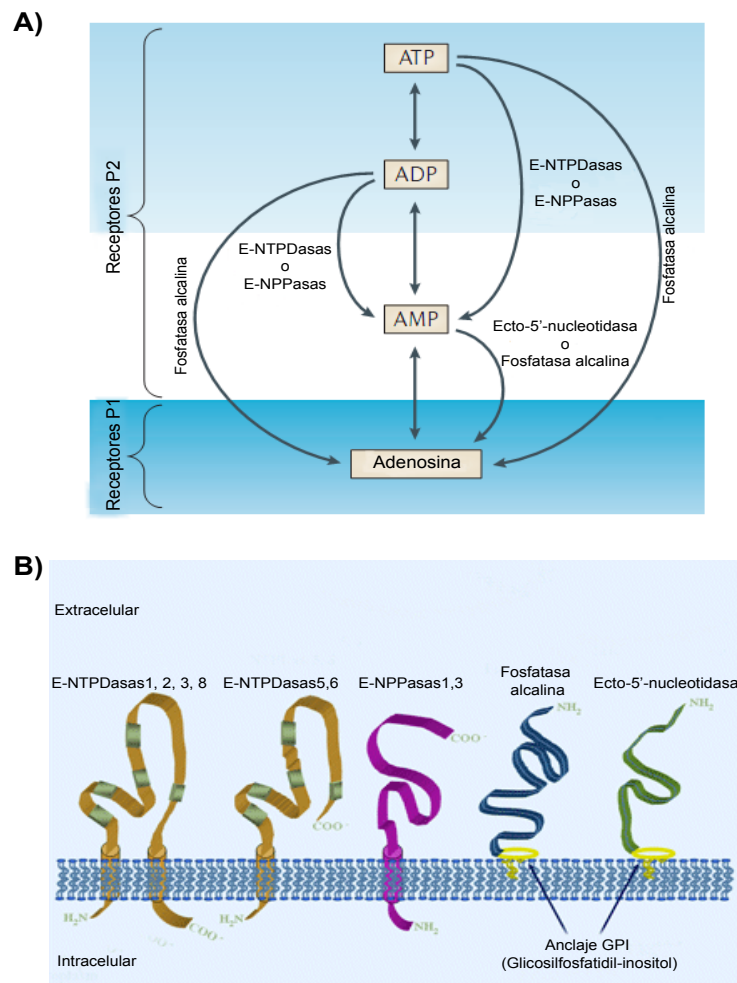 A)
ATP
ADP
AMP
Adenosina
Receptores P2
Receptores P1
Fosfatasa alcalina
E-NTPDasas
o
E-NPPasas
E-NTPDasas
o
E-NPPasas
Fosfatasa alcalina
Ecto-5'-nucleotidasa
o
Fosfatasa alcalina
B)
Extracelular
E-NTPDasas1, 2, 3, 8
E-NTPDasas5,6
E-NPPasas1,3
Fosfatasa
alcalina
Ecto-5'-nucleotidasa
NH2
NH2
COO-
COO-
H2N
COO-
H2N
NH2
Anclaje GPI
(Glicosilfosfatidil-inositol)
Intracelular